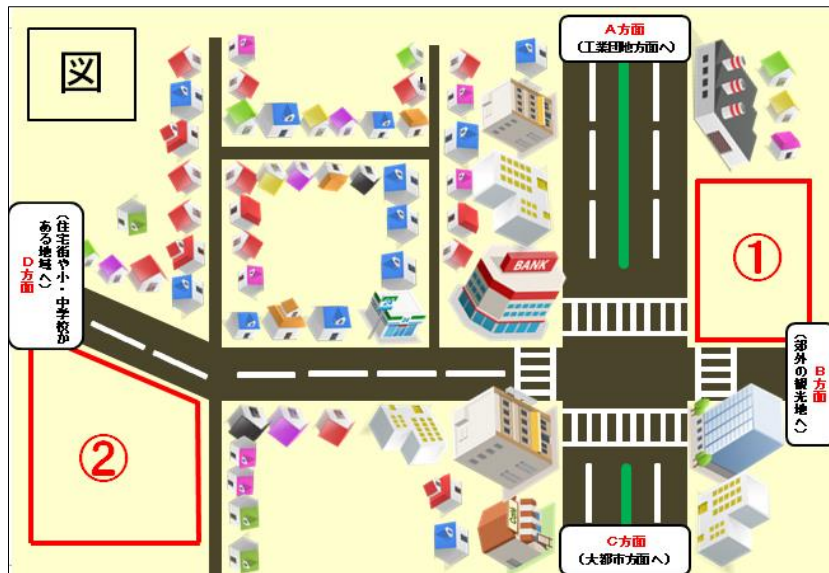 図
A方面
(工業団地方面へ)
BANK
①
D方面
(住宅街や小・中学校が
ある地域へ)
B方面
(郊外の観光地へ)
②
C方面
(大都市方面へ)